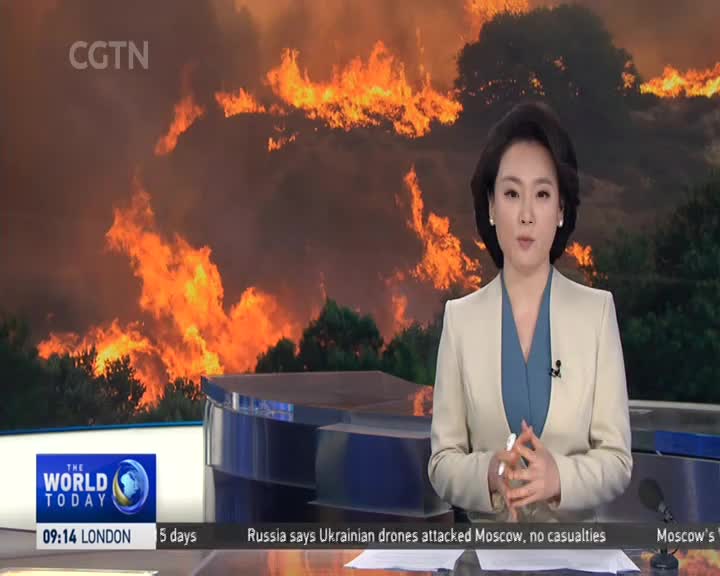 CGTN
THE
WORLD
TODAY
09:14 LONDON
5 days Russia says Ukrainian drones attacked Moscow, no casualties Moscow's